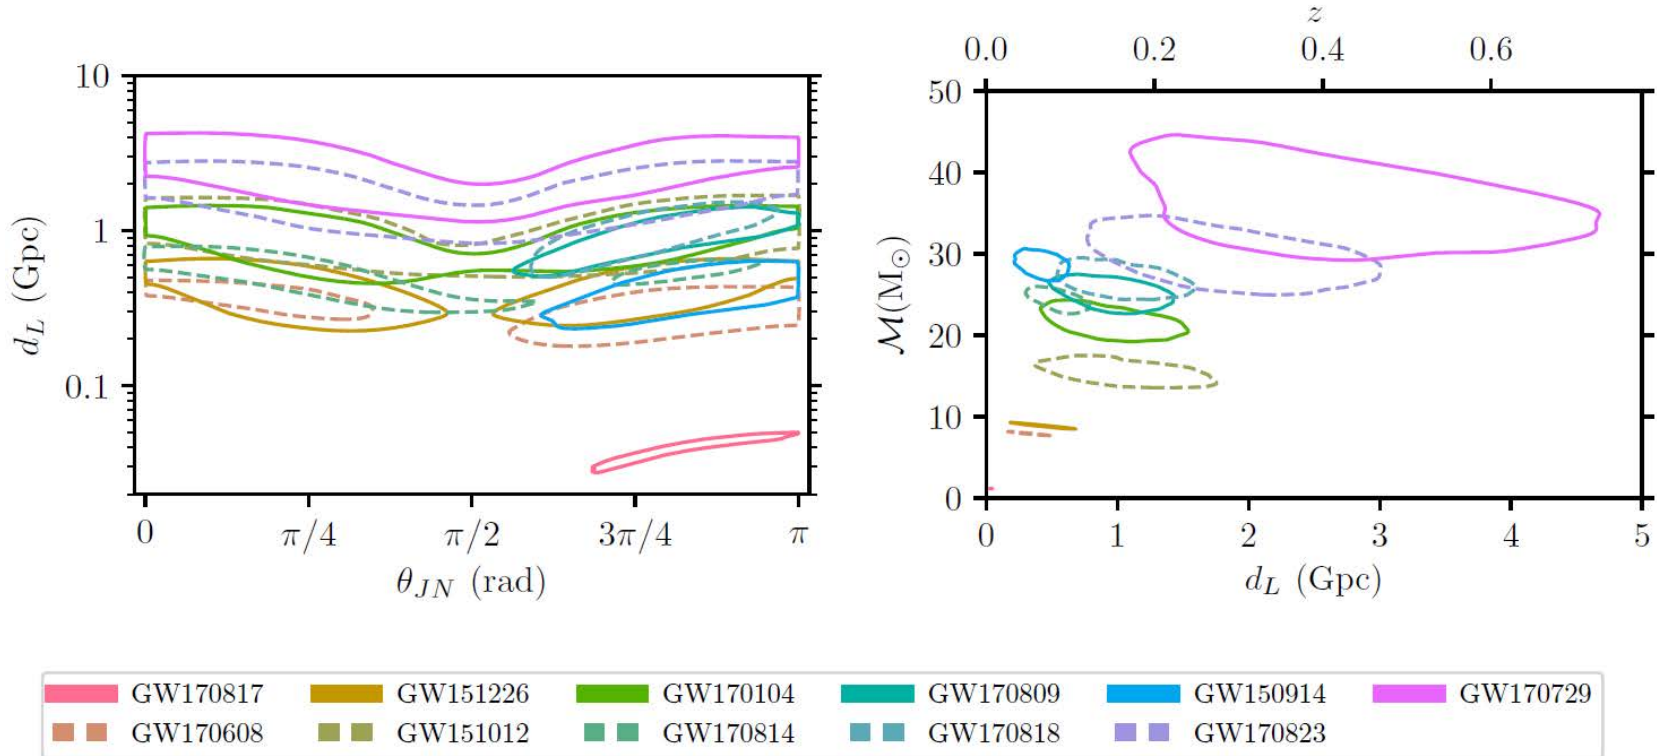 10
1
0.1
d_L (Gpc)
0 π/4 π/2 3π/4 π
θ_JN (rad)
z
0.0 0.2 0.4 0.6
50
40
30
20
10
0
ℳ(M⊙)
0 1 2 3 4 5
d_L (Gpc)
GW170817 GW151226 GW170104 GW170809 GW150914 GW170729
GW170608 GW151012 GW170814 GW170818 GW170823